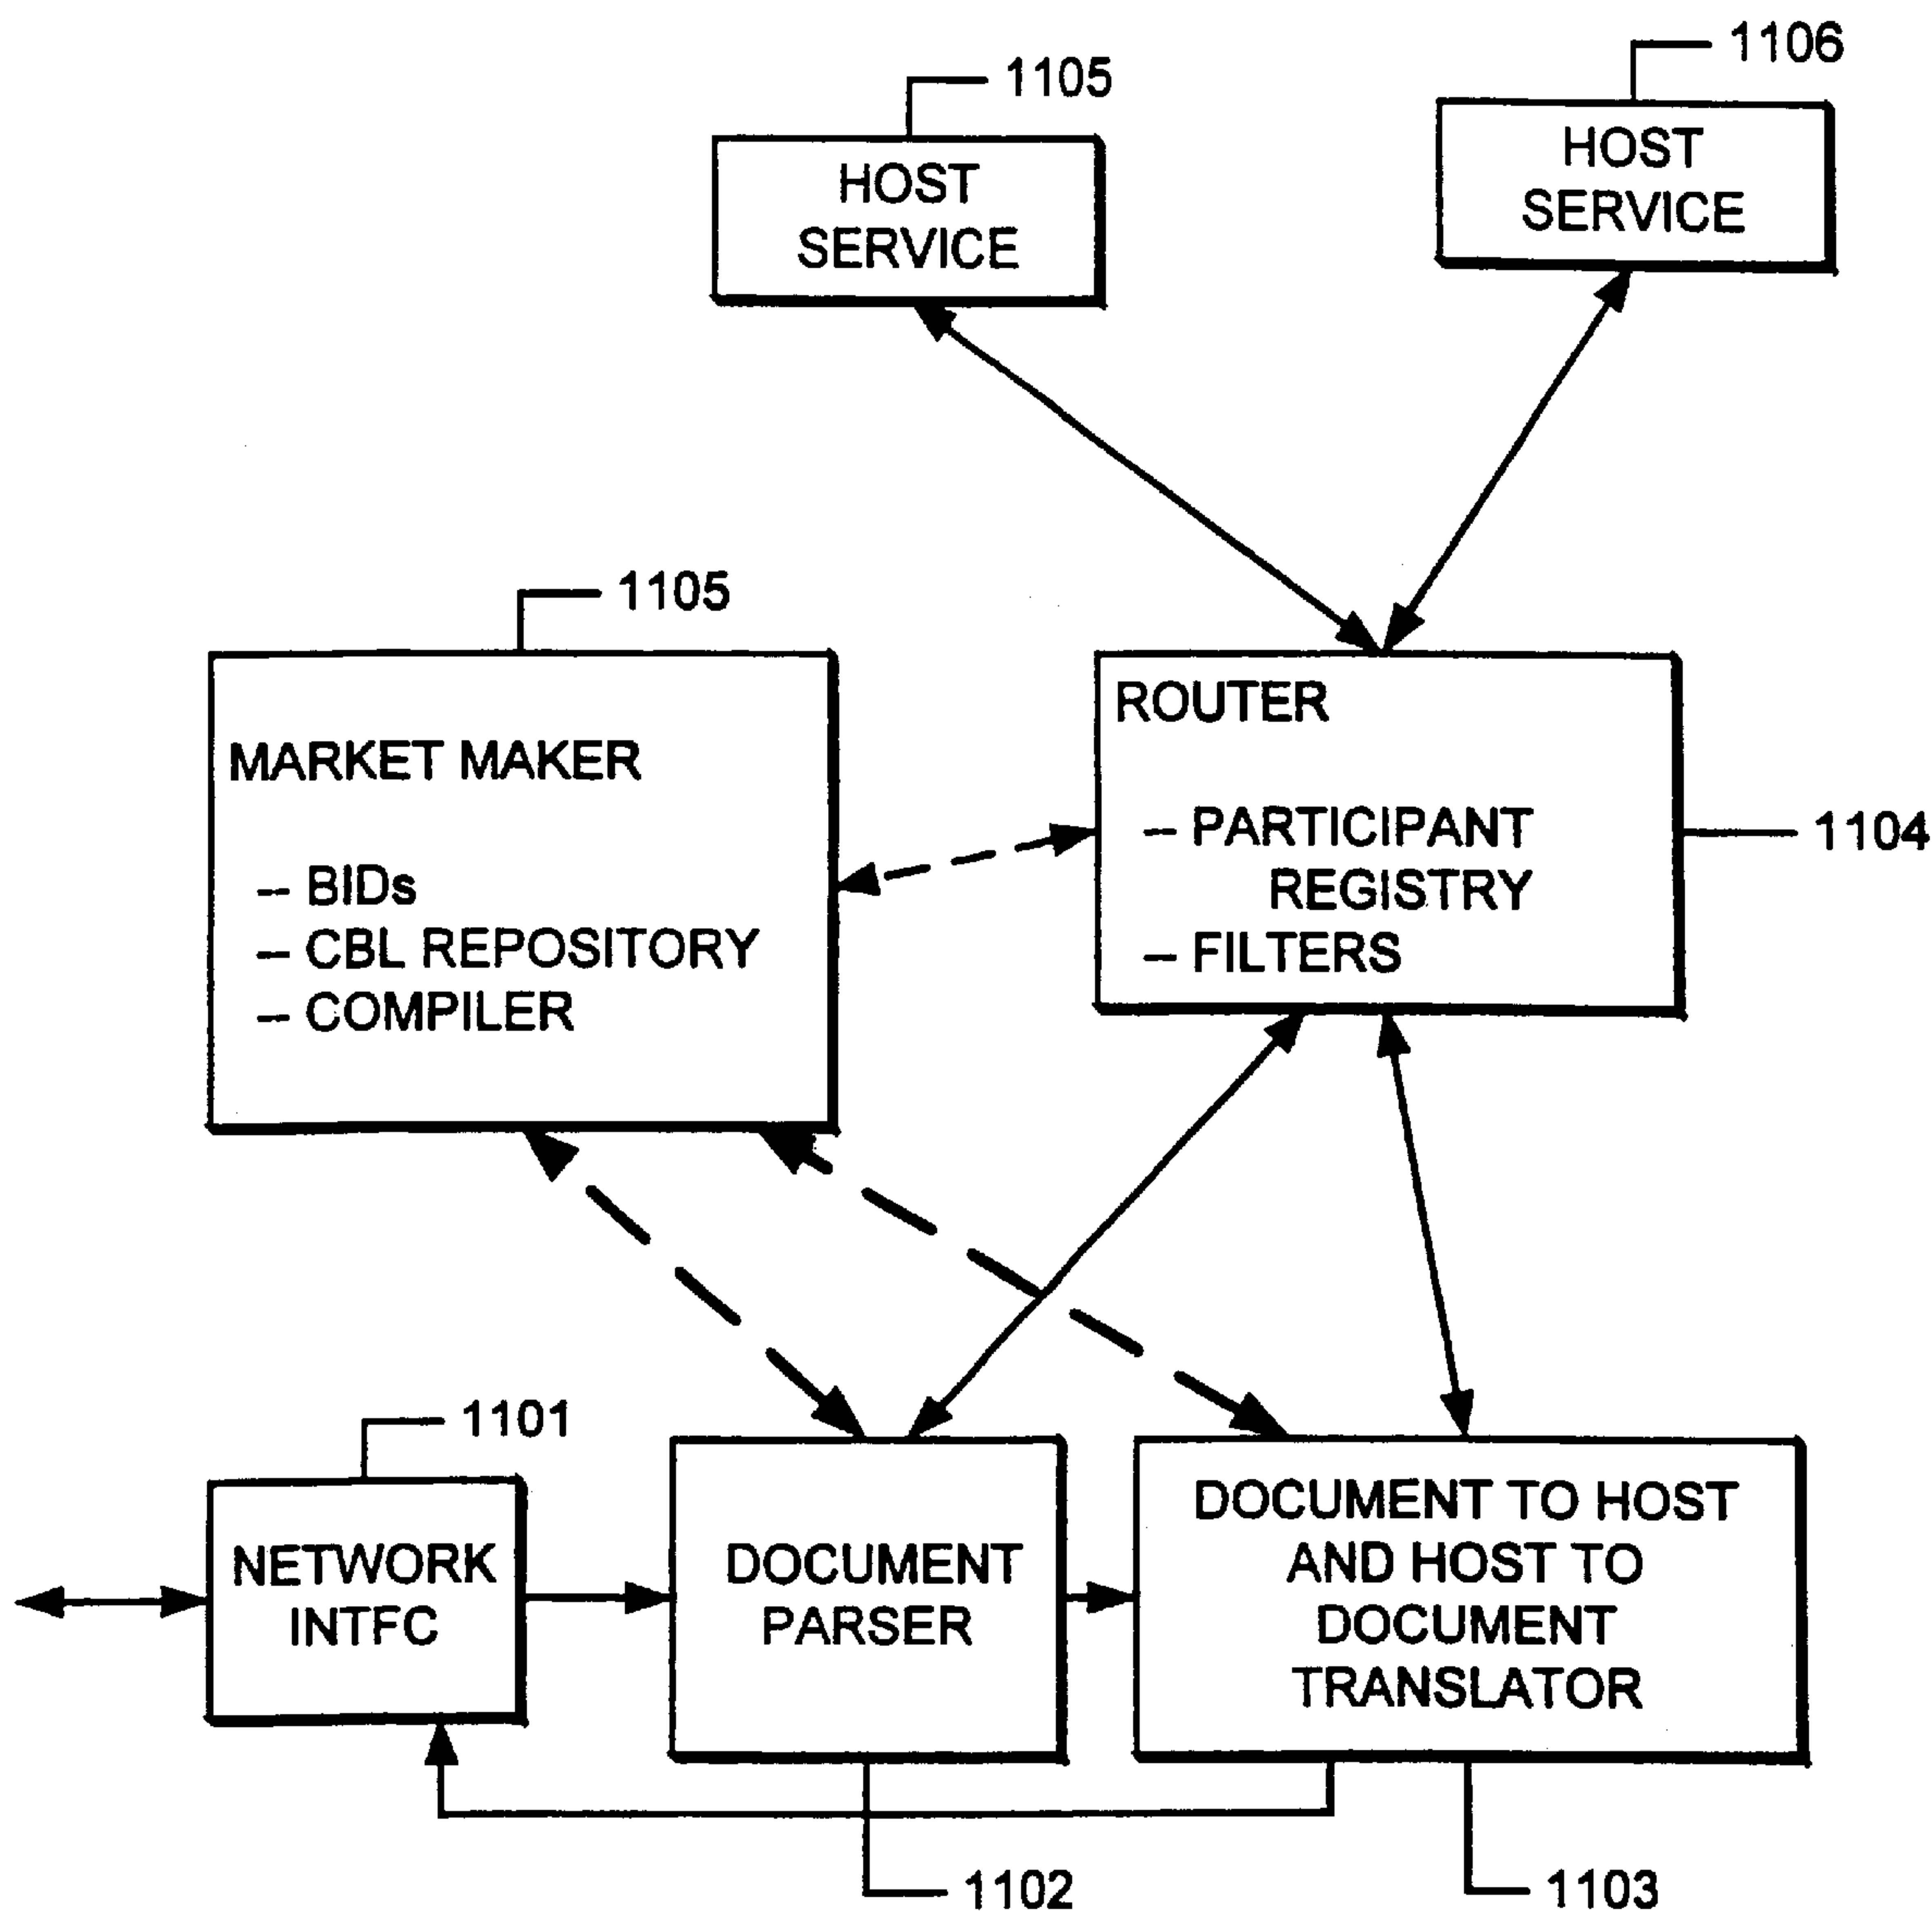 1106
1105
HOST
SERVICE
HOST
SERVICE
1105
ROUTER
MARKET MAKER
– PARTICIPANT
REGISTRY
– FILTERS
1104
– BIDs
– CBL REPOSITORY
– COMPILER
1101
NETWORK
INTFC
DOCUMENT
PARSER
DOCUMENT TO HOST
AND HOST TO
DOCUMENT
TRANSLATOR
1102
1103